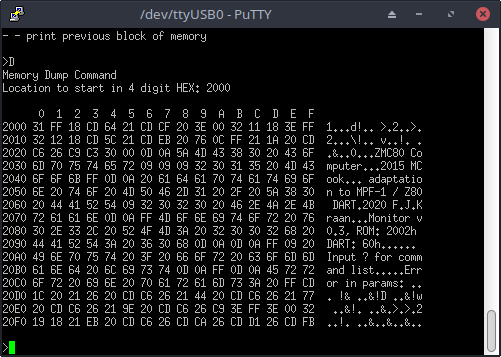 /dev/ttyUSB0 - PuTTY
- - print previous block of memory
>D
Memory Dump Command
Location to start in 4 digit HEX: 2000
0 1 2 3 4 5 6 7 8 9 A B C D E F
2000 31 FF 18 CD 64 21 CD CF 20 3E 00 32 11 18 3E FF 1...d!.. >.2..>.
2010 32 12 18 CD 5C 21 CD EB 20 76 0C FF 21 1A 20 CD 2...\!.. v..!. .
2020 C6 26 C9 C3 30 00 0D 0A 5A 4D 43 38 30 20 43 6F .&..0...ZMC80 Co
2030 6D 70 75 74 65 72 09 09 09 32 30 31 35 20 4D 43 mputer...2015 MC
2040 6F 6F 6B FF 0D 0A 20 61 64 61 70 74 61 74 69 6F ook... adaptatio
2050 6E 20 74 6F 20 4D 50 46 2D 31 20 2F 20 5A 38 30 n to MPF-1 / Z80
2060 20 44 41 52 54 09 32 30 32 30 20 46 2E 4A 2E 4B DART.2020 F.J.K
2070 72 61 61 6E 0D 0A FF 4D 6F 6E 69 74 6F 72 20 76 raan...Monitor v
2080 30 2E 33 2C 20 52 4F 4D 3A 20 32 30 30 32 68 20 0.3, ROM: 2002h
2090 44 41 52 54 3A 20 36 30 68 0D 0A 0D 0A FF 09 20 DART: 60h......
20A0 49 6E 70 75 74 20 3F 20 66 6F 72 20 63 6F 6D 6D Input ? for comm
20B0 61 6E 64 20 6C 69 73 74 0D 0A FF 0D 0A 45 72 72 and list.....Err
20C0 6F 72 20 69 6E 20 70 61 72 61 6D 73 3A 20 FF CD or in params: ..
20D0 1C 20 21 26 20 CD C6 26 21 44 20 CD C6 26 21 77 . !& ..&!D ..&!w
20E0 20 CD C6 26 21 9E 20 CD C6 26 C9 3E FF 3E 00 32 ..&!. ..&.>.>.2
20F0 19 18 21 EB 20 CD C6 26 CD CA 26 CD D1 26 CD FB ..!. ..&..&..&..
>